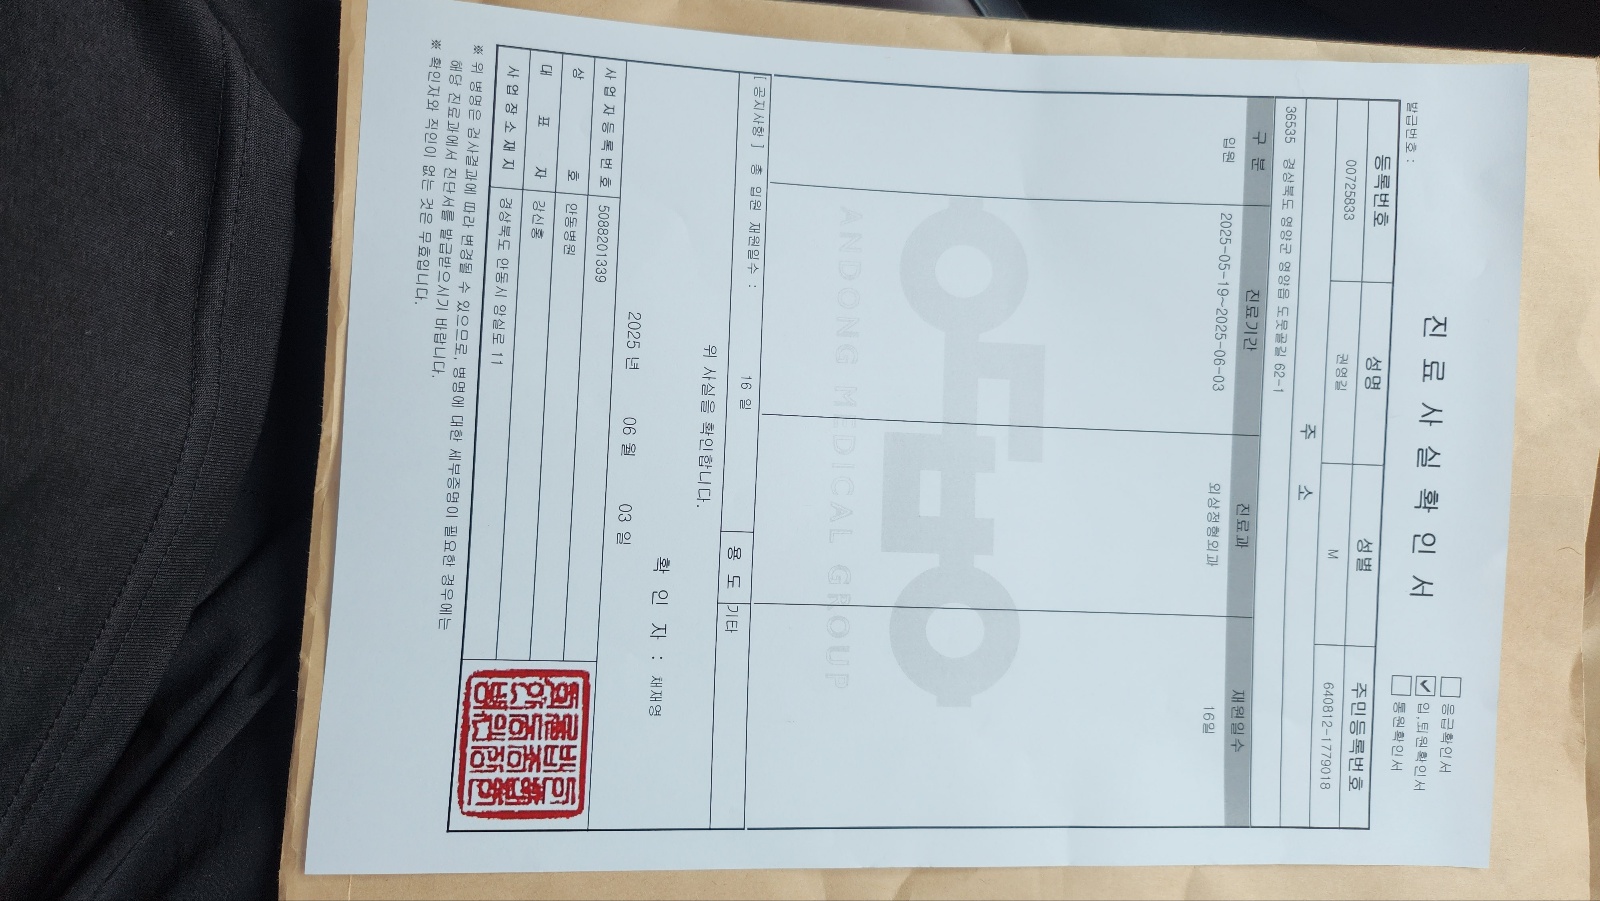 발급번호 :
진 료 사 실 확 인 서
응급확인서
✓ 입,퇴원확인서
통원확인서
등록번호 성명 성별 주민등록번호
00725833 권영길 M 640812-1779018
주 소
36535 경상북도 영양군 영양읍 도뭇골길 62-1
구 분 진료기간 진료과 재원일수
입원 2025-05-19~2025-06-03 외상정형외과 16일
ANDONG MEDICAL GROUP
[ 공지사항 ] 총 입원 재원일수 : 16 일 용 도 기타
위 사실을 확인합니다.
확 인 자 : 채재영
2025 년 06 월 03 일
사 업 자 등 록 번 호 5088201339
상 호 안동병원
대 표 자 강신홍
사 업 장 소 재 지 경상북도 안동시 앙실로 11
※ 위 병명은 검사결과에 따라 변경될 수 있으므로, 병명에 대한 세부증명이 필요한 경우에는
해당 진료과에서 진단서를 발급받으시기 바랍니다.
※ 확인자와 직인이 없는 것은 무효입니다.